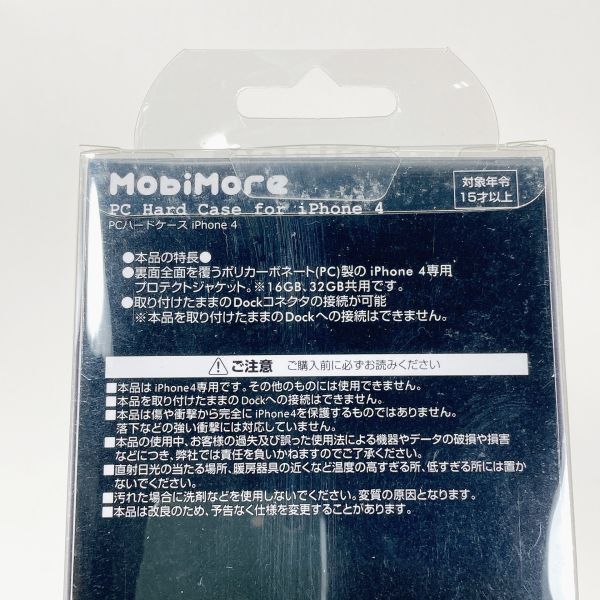 MobiMore
PC Hard Case for iPhone 4
PCハードケース iPhone 4
対象年令
15才以上
●本品の特長●
●裏面全面を覆うポリカーボネート(PC)製の iPhone 4専用
プロテクトジャケット。※16GB、32GB共用です。
●取り付けたままのDockコネクタの接続が可能
※本品を取り付けたままのDockへの接続はできません。
ご注意 ご購入前に必ずお読みください
■本品は iPhone4専用です。その他のものには使用できません。
■本品を取り付けたままの Dockへの接続はできません。
■本品は傷や衝撃から完全に iPhone4を保護するものではありません。
落下などの強い衝撃には対応していません。
■本品の使用中、お客様の過失及び誤った使用法による機器やデータの破損や損害
などにつき、弊社では責任を負いかねますのでご了承ください。
■直射日光の当たる場所、暖房器具の近くなど温度の高すぎる所、低すぎる所には置か
ないでください。
■汚れた場合に洗剤などを使用しないでください。変質の原因となります。
■本品は改良のため、予告なく仕様を変更することがあります。